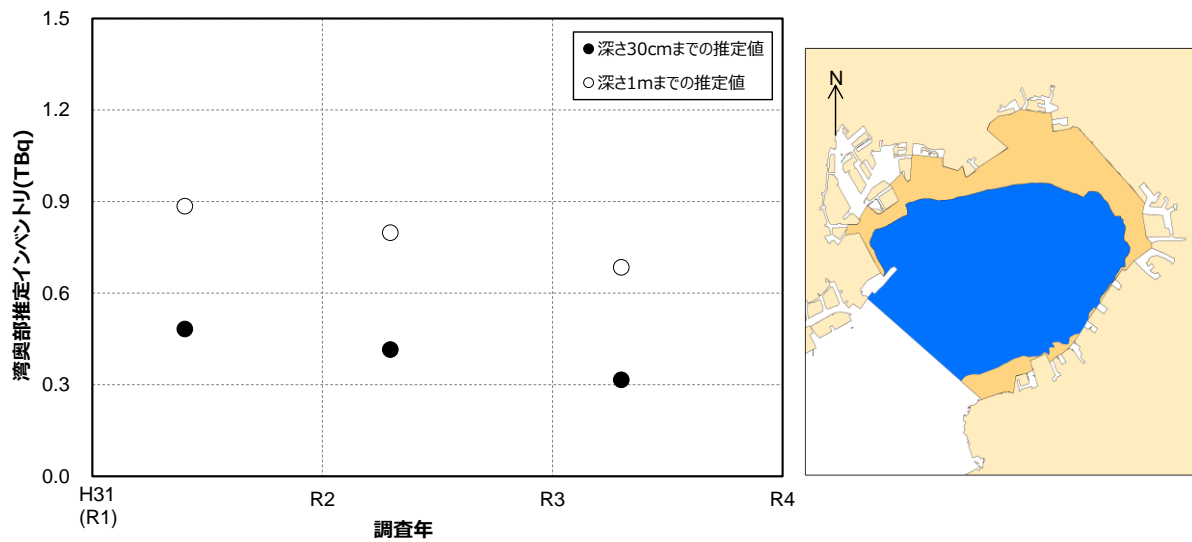 湾奥部推定インベントリ(TBq)
1.5
1.2
0.9
0.6
0.3
0.0
●深さ30cmまでの推定値
○深さ1mまでの推定値
H31
(R1)
R2
R3
R4
調査年
N